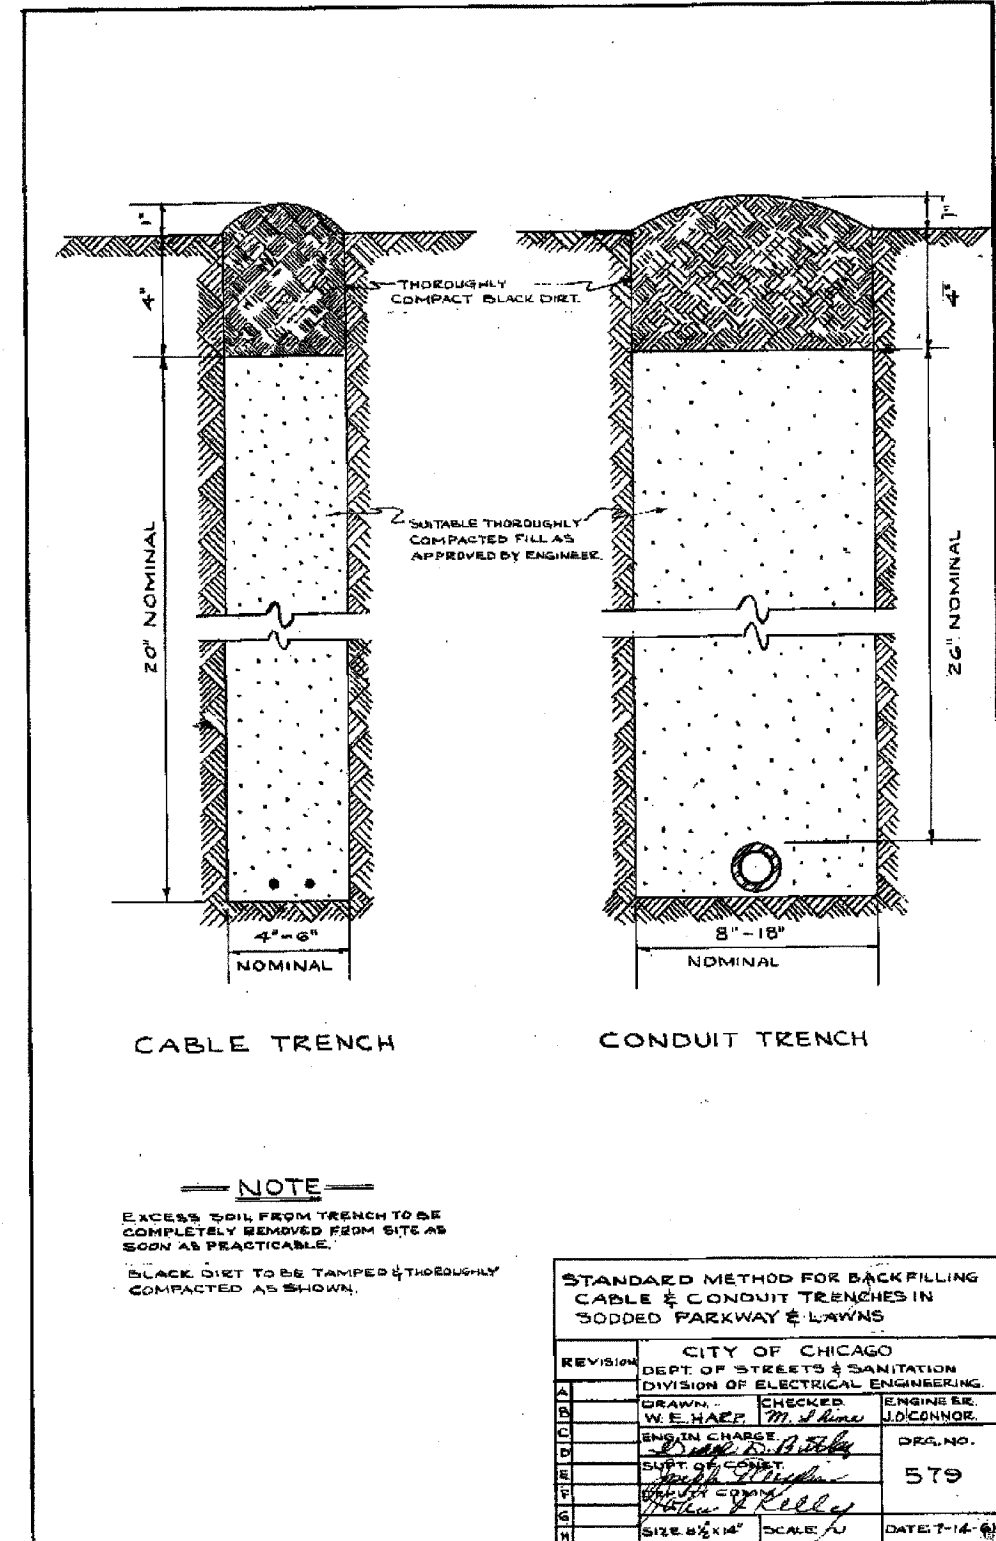 1"
4"
20" NOMINAL
THOROUGHLY
COMPACT BLACK DIRT.
1"
4"
26" NOMINAL
SUITABLE THOROUGHLY
COMPACTED FILL AS
APPROVED BY ENGINEER.
4"-6"
NOMINAL
8"-18"
NOMINAL
CABLE TRENCH
CONDUIT TRENCH
NOTE
EXCESS SOIL FROM TRENCH TO BE
COMPLETELY REMOVED FROM SITE AS
SOON AS PRACTICABLE.
BLACK DIRT TO BE TAMPED & THOROUGHLY
COMPACTED AS SHOWN.
STANDARD METHOD FOR BACKFILLING
CABLE & CONDUIT TRENCHES IN
SODDED PARKWAY & LAWNS
REVISION
A
B
C
D
E
F
G
H
CITY OF CHICAGO
DEPT. OF STREETS & SANITATION
DIVISION OF ELECTRICAL ENGINEERING.
DRAWN.
W. E. HARP.
CHECKED.
M.
ENGINEER.
J. O'CONNOR.
ENG. IN CHARGE.
SUPT. OF CONST.
Joseph
DEPUTY COMM.
John J Kelly
DRG. NO.
579
SIZE 8½"X14"
SCALE
DATE 7-14-